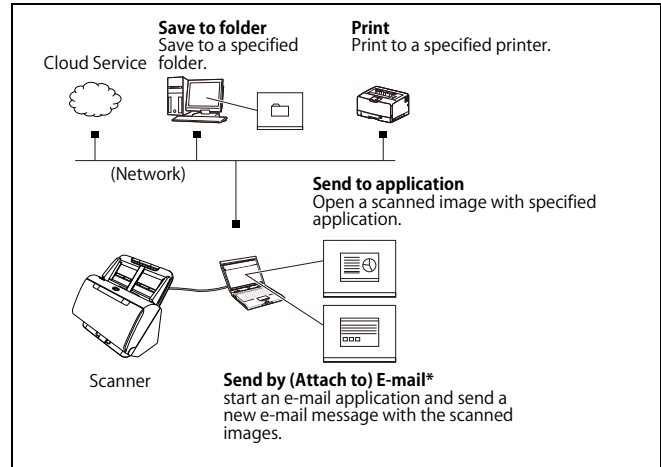 Save to folder
Save to a specified
folder.
Cloud Service
Print
Print to a specified printer.
(Network)
Send to application
Open a scanned image with specified
application.
Scanner
Send by (Attach to) E-mail*
start an e-mail application and send a
new e-mail message with the scanned
images.